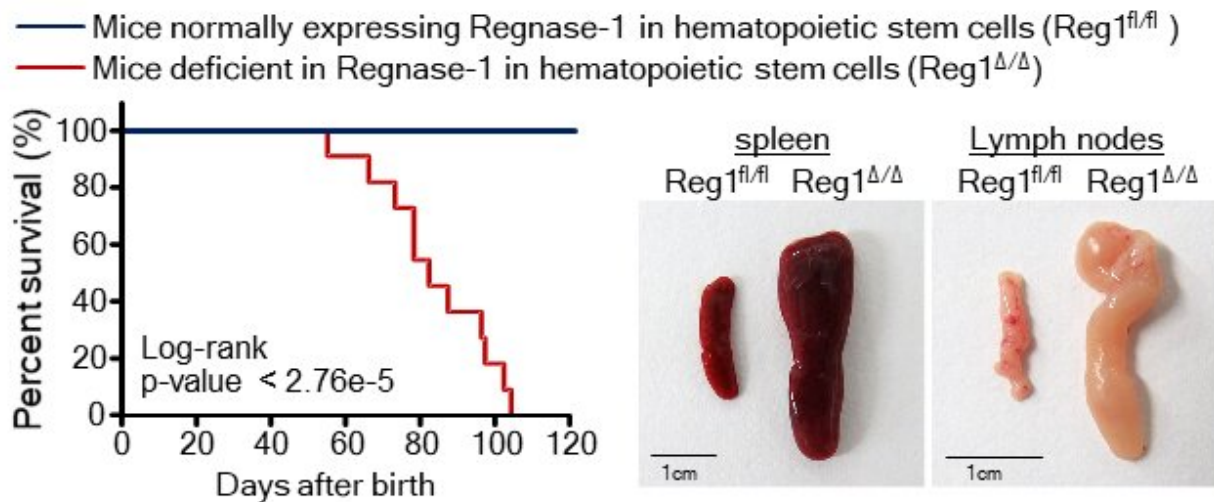 Mice normally expressing Regnase-1 in hematopoietic stem cells (Reg1fl/fl )
Mice deficient in Regnase-1 in hematopoietic stem cells (Reg1Δ/Δ)
Percent survival (%)
100
80
60
40
20
0
Log-rank
p-value < 2.76e-5
0 20 40 60 80 100 120
Days after birth
spleen
Reg1fl/fl Reg1Δ/Δ
1cm
Lymph nodes
Reg1fl/fl Reg1Δ/Δ
1cm